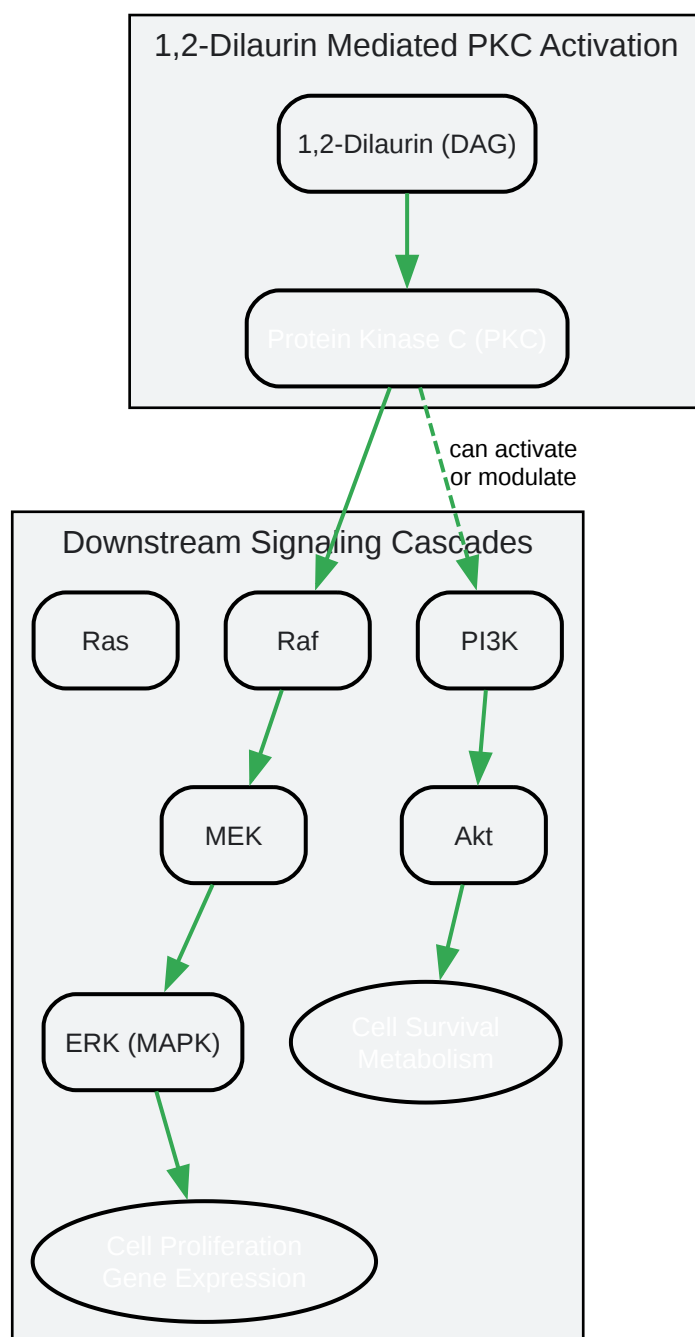 1,2-Dilaurin Mediated PKC Activation
1,2-Dilaurin (DAG)
Protein Kinase C (PKC)
can activate
or modulate
Downstream Signaling Cascades
Ras
Raf
PI3K
MEK
Akt
ERK (MAPK)
Cell Survival
Metabolism
Cell Proliferation
Gene Expression